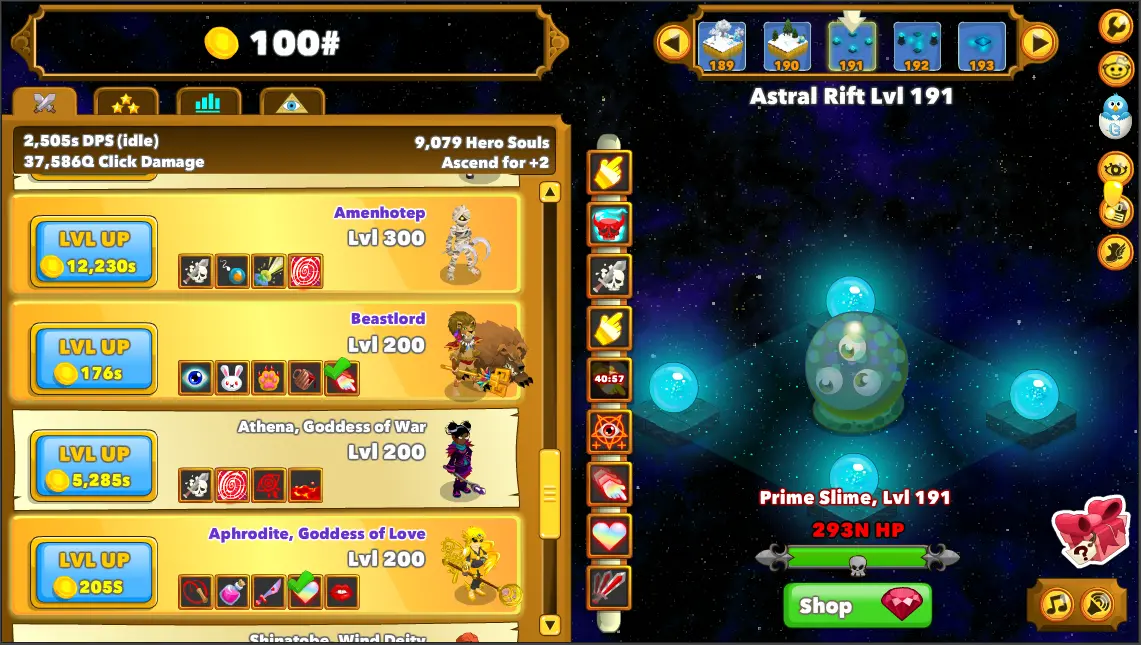 100#
189 190 191 192 193
Astral Rift Lvl 191
2,505s DPS (idle)
37,586Q Click Damage
9,079 Hero Souls
Ascend for +2
Amenhotep
Lvl 300
LVL UP
12,230s
Beastlord
Lvl 200
LVL UP
176s
Athena, Goddess of War
Lvl 200
LVL UP
5,285s
Aphrodite, Goddess of Love
Lvl 200
LVL UP
205S
Shinatobe, Wind Deity
40:57
Prime Slime, Lvl 191
293N HP
Shop
?